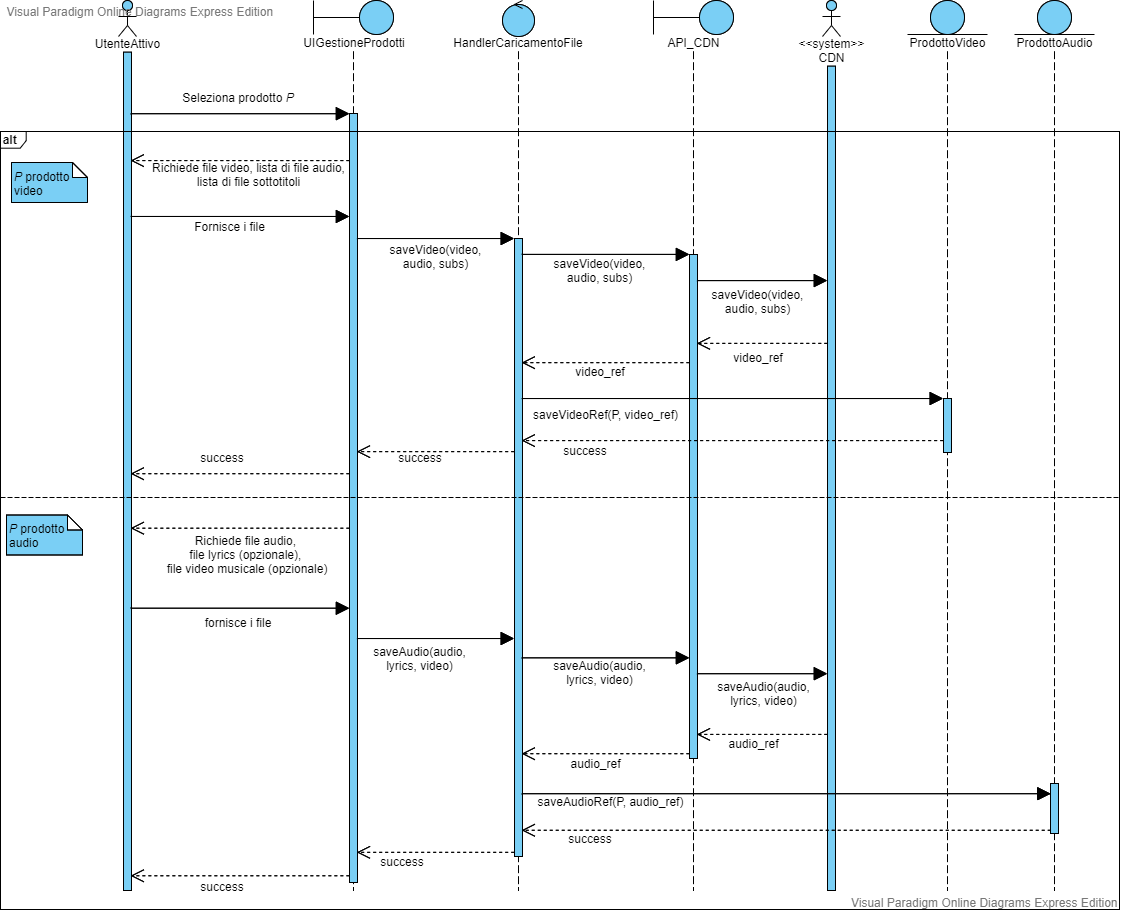 Visual Paradigm Online Diagrams Express Edition
UtenteAttivo
UIGestioneProdotti
HandlerCaricamentoFile
API_CDN
<<system>>
CDN
ProdottoVideo
ProdottoAudio
Seleziona prodotto P
alt
P prodotto
video
Richiede file video, lista di file audio,
lista di file sottotitoli
Fornisce i file
saveVideo(video,
audio, subs)
saveVideo(video,
audio, subs)
saveVideo(video,
audio, subs)
video_ref
video_ref
saveVideoRef(P, video_ref)
success
success
success
P prodotto
audio
Richiede file audio,
file lyrics (opzionale),
file video musicale (opzionale)
fornisce i file
saveAudio(audio,
lyrics, video)
saveAudio(audio,
lyrics, video)
saveAudio(audio,
lyrics, video)
audio_ref
audio_ref
saveAudioRef(P, audio_ref)
success
success
success
Visual Paradigm Online Diagrams Express Edition